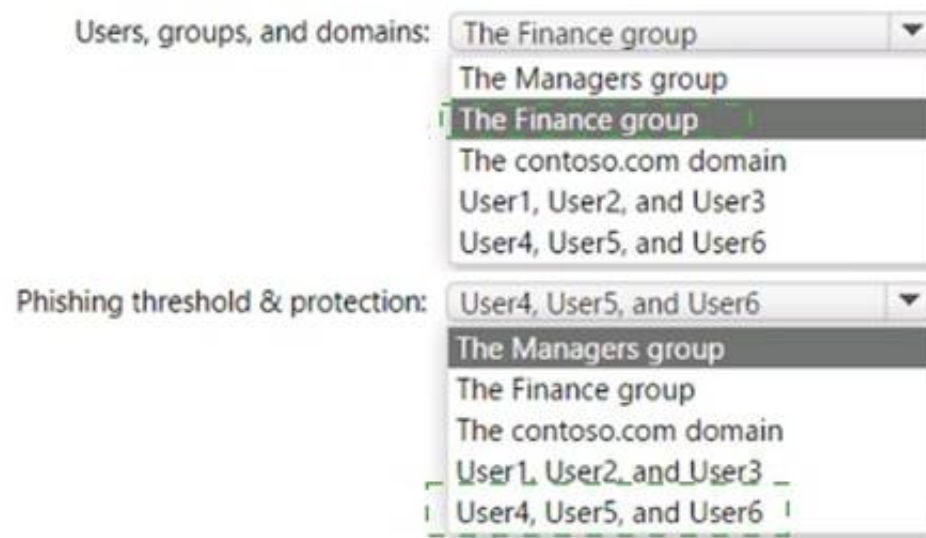 Users, groups, and domains: The Finance group
The Managers group
The Finance group
The contoso.com domain
User1, User2, and User3
User4, User5, and User6
Phishing threshold & protection: User4, User5, and User6
The Managers group
The Finance group
The contoso.com domain
User1, User2, and User3
User4, User5, and User6